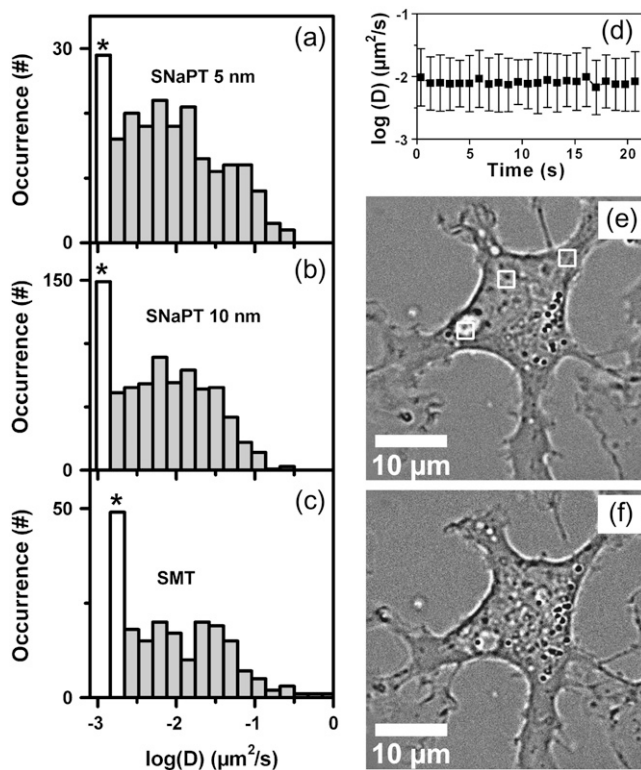 (a)
SNaPT 5 nm
*
30
0
Occurrence (#)
(b)
SNaPT 10 nm
*
150
0
Occurrence (#)
(c)
SMT
*
50
0
Occurrence (#)
-3 -2 -1 0
log(D) (µm²/s)
(d)
-1
-2
-3
log (D) (µm²/s)
0 5 10 15 20
Time (s)
(e)
10 µm
(f)
10 µm